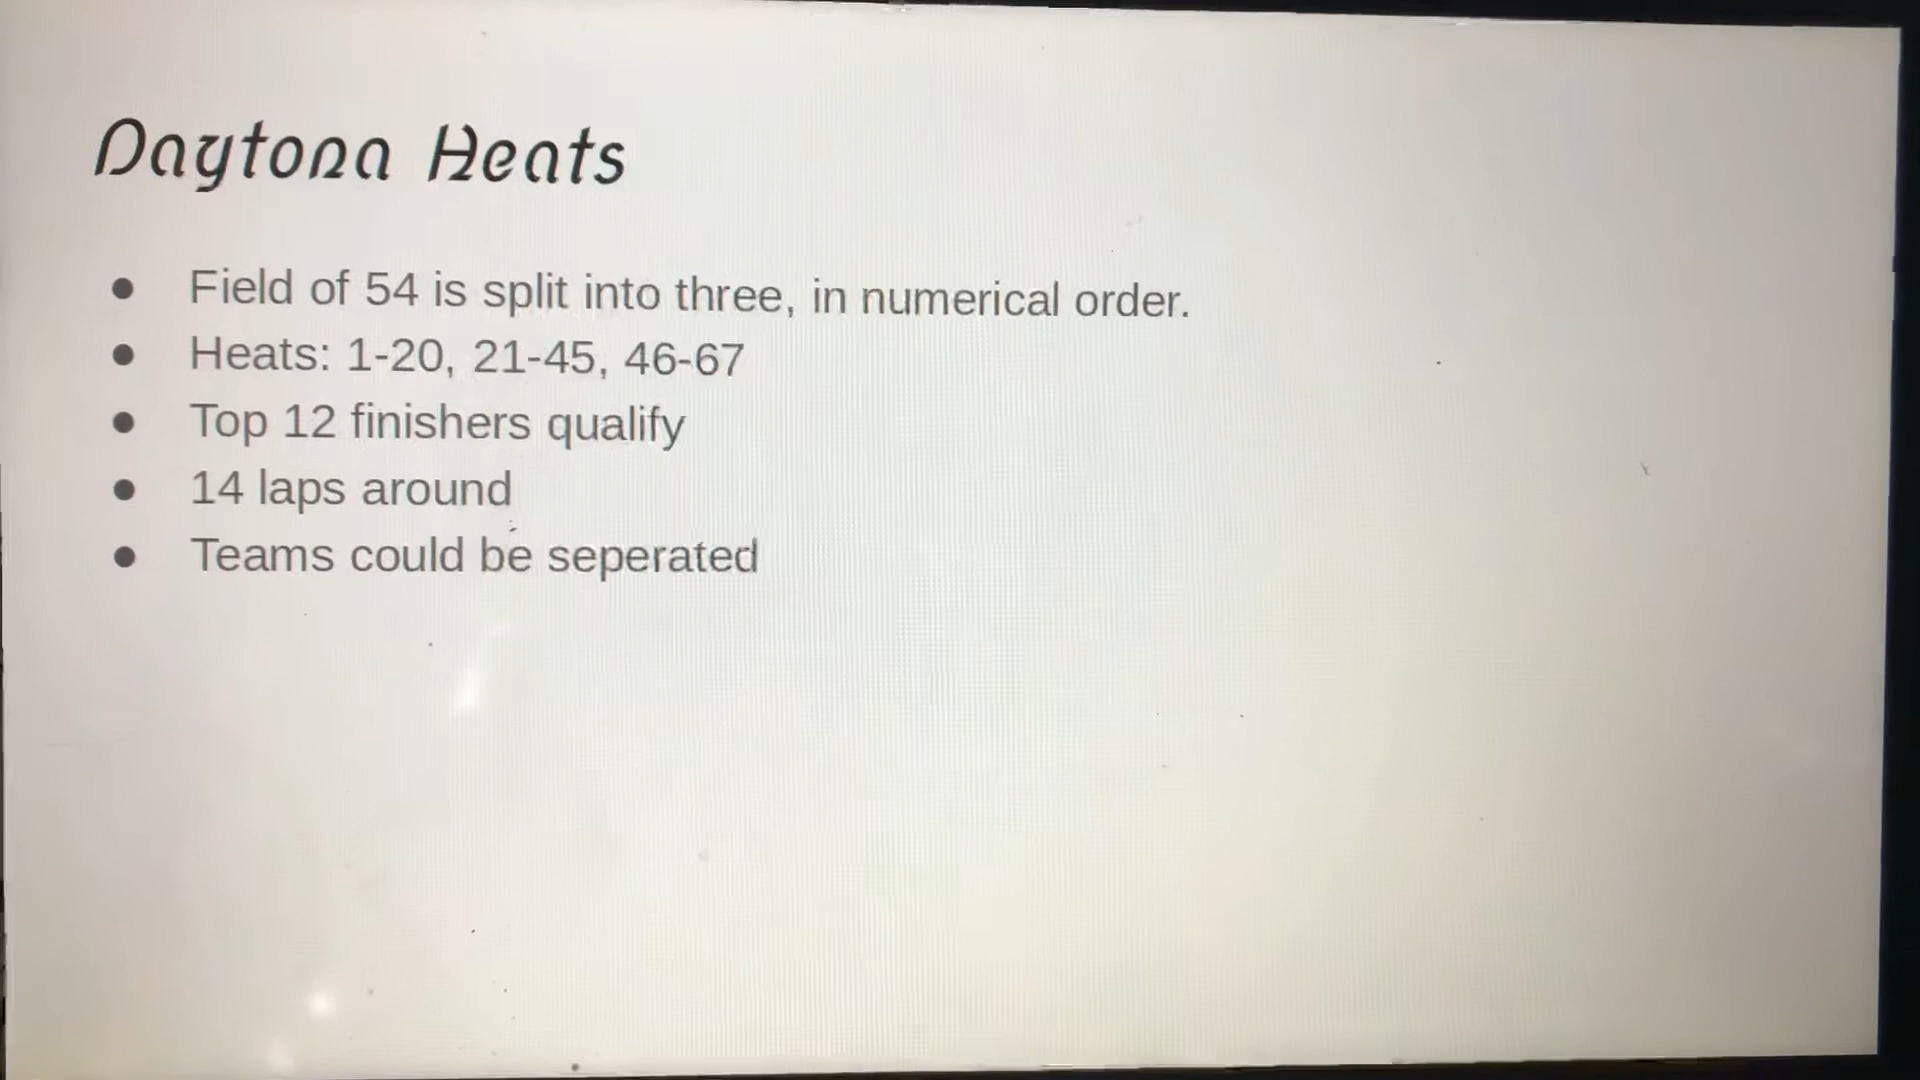 Daytona Heats
● Field of 54 is split into three, in numerical order.
● Heats: 1-20, 21-45, 46-67
● Top 12 finishers qualify
● 14 laps around
● Teams could be seperated